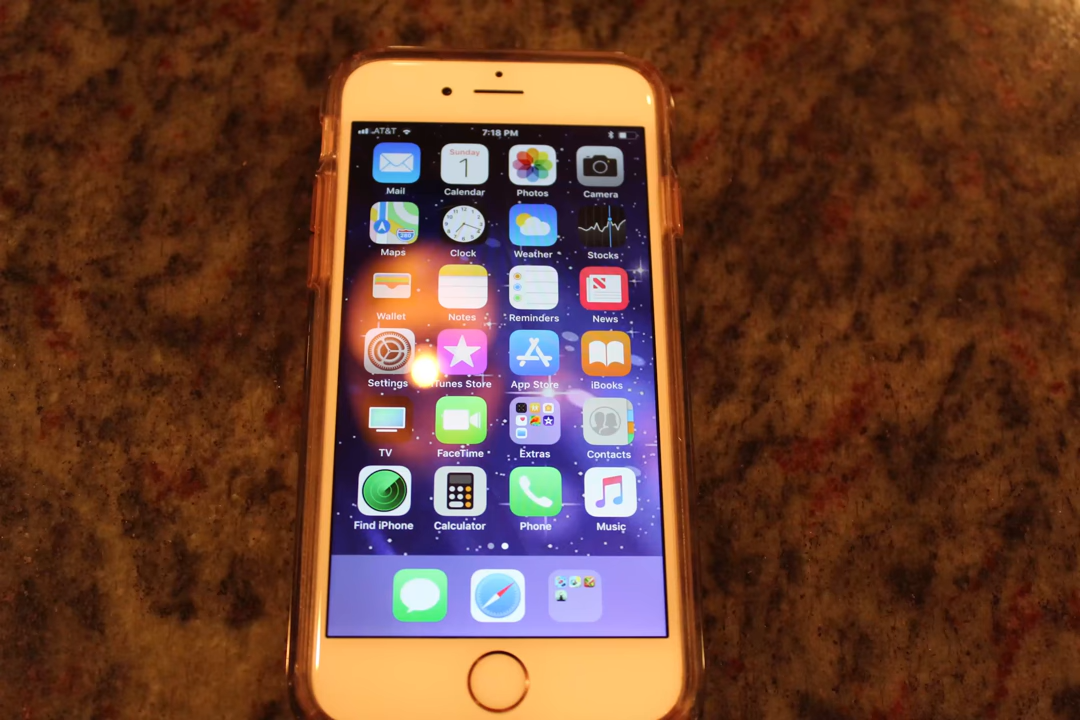 AT&T 7:18 PM
Sunday
1
Mail Calendar Photos Camera
Maps Clock Weather Stocks
Wallet Notes Reminders News
Settings iTunes Store App Store iBooks
TV FaceTime Extras Contacts
Find iPhone Calculator Phone Music